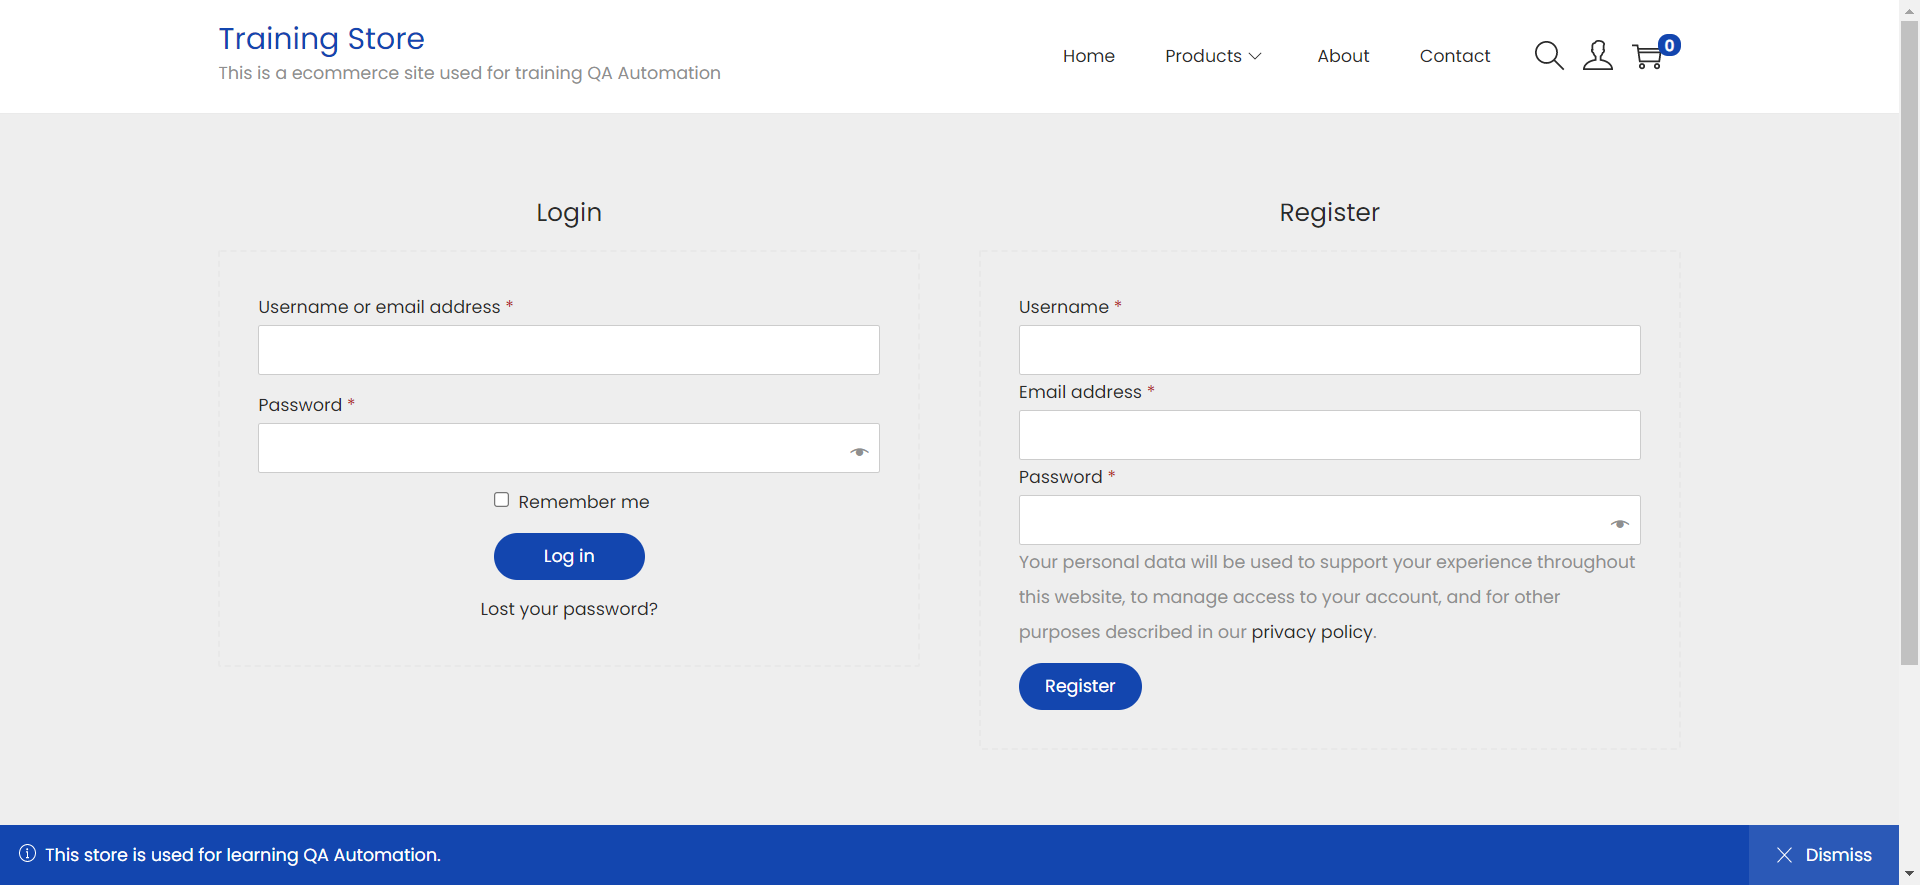 Training Store
This is a ecommerce site used for training QA Automation
Home
Products
About
Contact
0
Login
Username or email address *
Password *
Remember me
Log in
Lost your password?
Register
Username *
Email address *
Password *
Your personal data will be used to support your experience throughout
this website, to manage access to your account, and for other
purposes described in our privacy policy.
Register
This store is used for learning QA Automation.
Dismiss